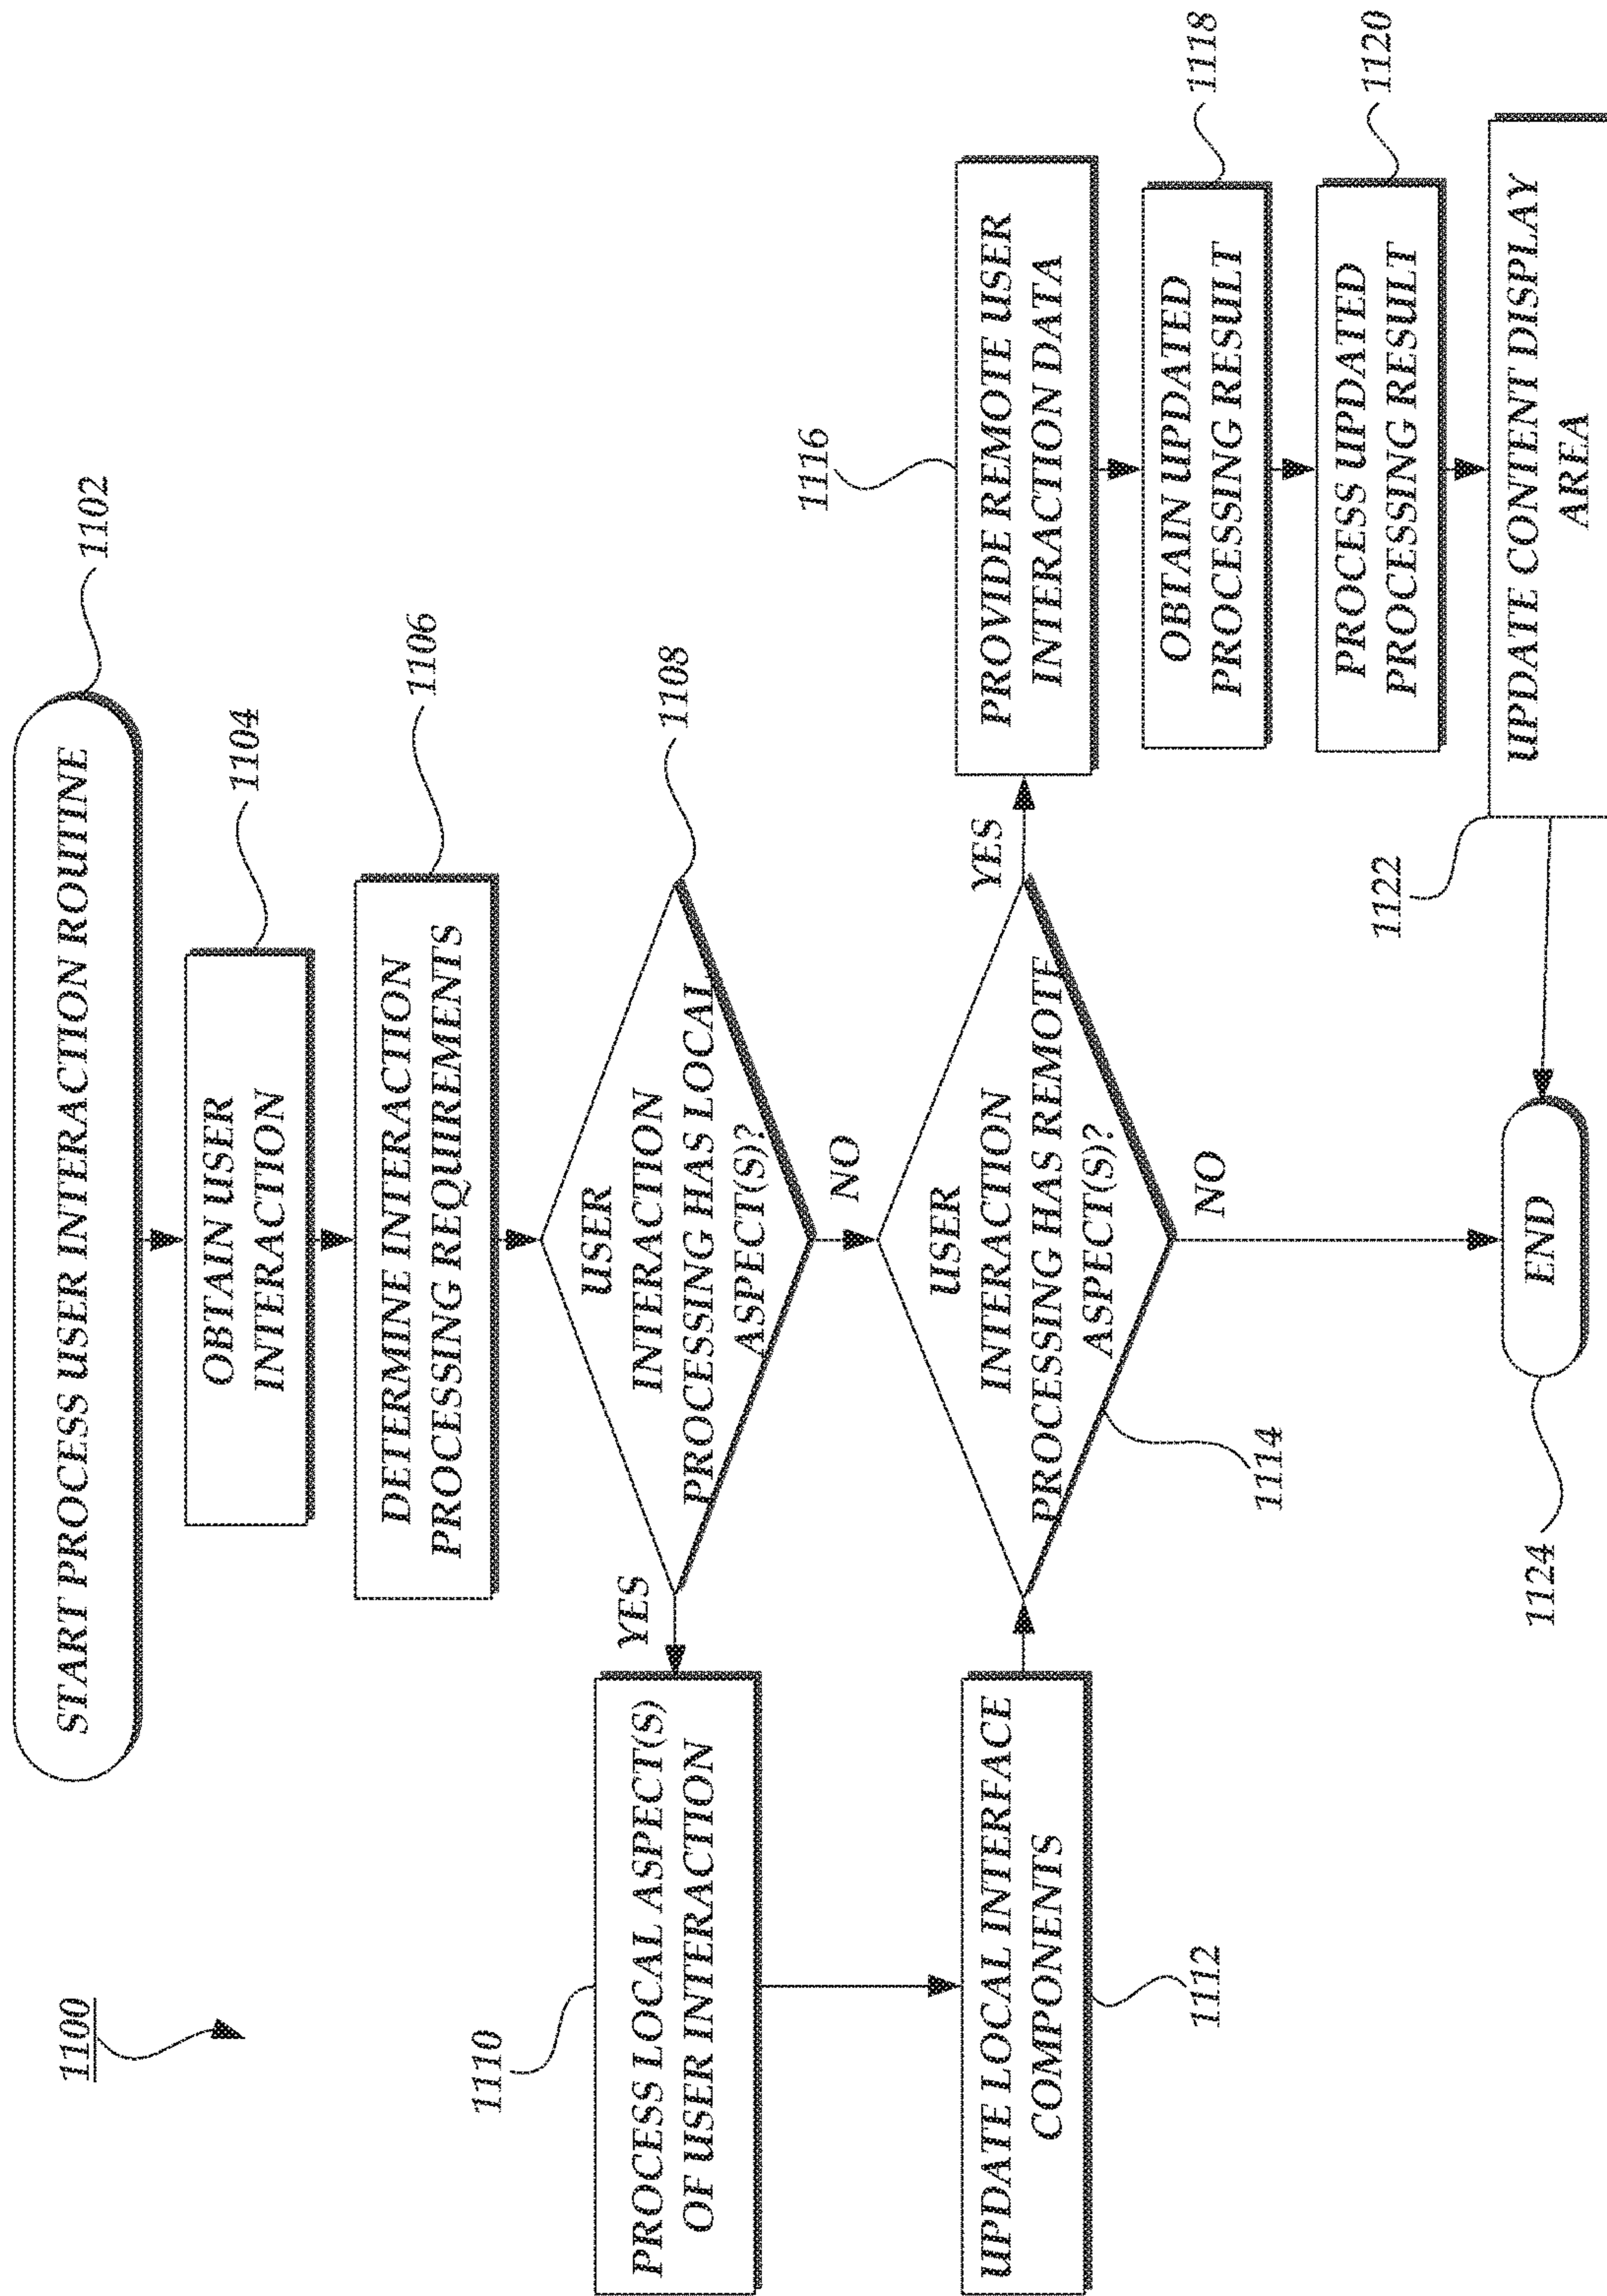 1100
START PROCESS USER INTERACTION ROUTINE
1102
OBTAIN USER
INTERACTION
1104
DETERMINE INTERACTION
PROCESSING REQUIREMENTS
1106
USER
INTERACTION
PROCESSING HAS LOCAL
ASPECT(S)?
1108
YES
NO
1110
PROCESS LOCAL ASPECT(S)
OF USER INTERACTION
UPDATE LOCAL INTERFACE
COMPONENTS
1112
USER
INTERACTION
PROCESSING HAS REMOTE
ASPECT(S)?
1114
YES
NO
1116
PROVIDE REMOTE USER
INTERACTION DATA
OBTAIN UPDATED
PROCESSING RESULT
1118
PROCESS UPDATED
PROCESSING RESULT
1120
UPDATE CONTENT DISPLAY
AREA
1122
END
1124